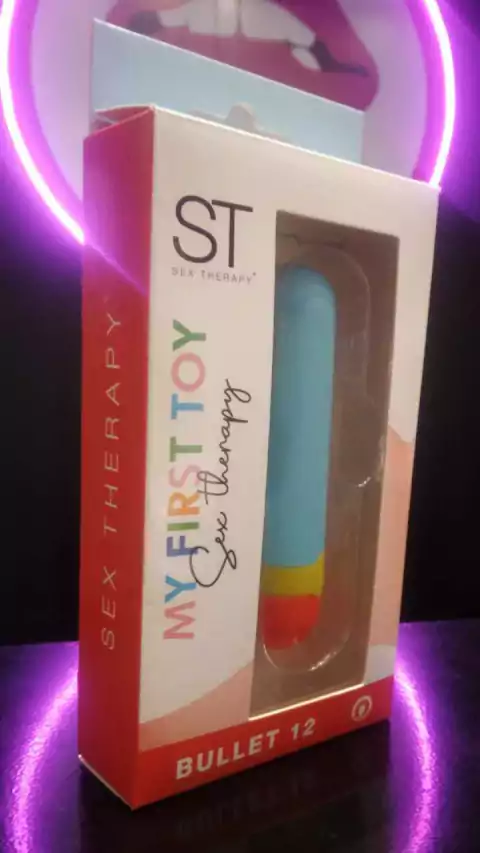 ST
SEX THERAPY
MY FIRST TOY
Sex therapy
SEX THERAPY
BULLET 12